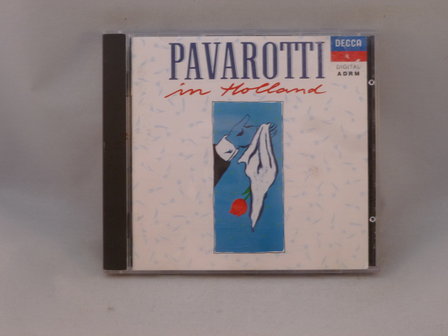 PAVAROTTI
in Holland
DECCA
DIGITAL
ADRM